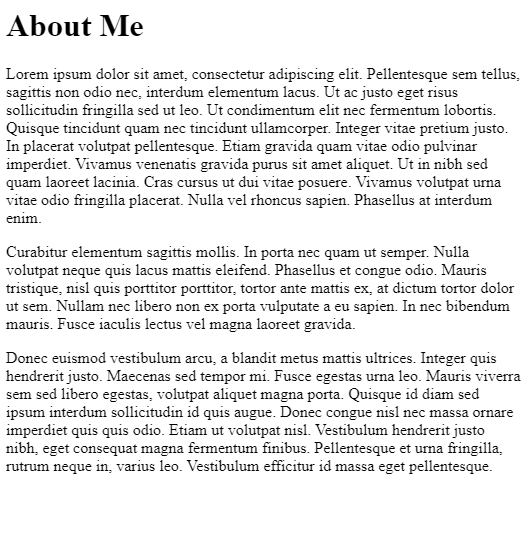 About Me
Lorem ipsum dolor sit amet, consectetur adipiscing elit. Pellentesque sem tellus,
sagittis non odio nec, interdum elementum lacus. Ut ac justo eget risus
sollicitudin fringilla sed ut leo. Ut condimentum elit nec fermentum lobortis.
Quisque tincidunt quam nec tincidunt ullamcorper. Integer vitae pretium justo.
In placerat volutpat pellentesque. Etiam gravida quam vitae odio pulvinar
imperdiet. Vivamus venenatis gravida purus sit amet aliquet. Ut in nibh sed
quam laoreet lacinia. Cras cursus ut dui vitae posuere. Vivamus volutpat urna
vitae odio fringilla placerat. Nulla vel rhoncus sapien. Phasellus at interdum
enim.
Curabitur elementum sagittis mollis. In porta nec quam ut semper. Nulla
volutpat neque quis lacus mattis eleifend. Phasellus et congue odio. Mauris
tristique, nisl quis porttitor porttitor, tortor ante mattis ex, at dictum tortor dolor
ut sem. Nullam nec libero non ex porta vulputate a eu sapien. In nec bibendum
mauris. Fusce iaculis lectus vel magna laoreet gravida.
Donec euismod vestibulum arcu, a blandit metus mattis ultrices. Integer quis
hendrerit justo. Maecenas sed tempor mi. Fusce egestas urna leo. Mauris viverra
sem sed libero egestas, volutpat aliquet magna porta. Quisque id diam sed
ipsum interdum sollicitudin id quis augue. Donec congue nisl nec massa ornare
imperdiet quis quis odio. Etiam ut volutpat nisl. Vestibulum hendrerit justo
nibh, eget consequat magna fermentum finibus. Pellentesque et urna fringilla,
rutrum neque in, varius leo. Vestibulum efficitur id massa eget pellentesque.